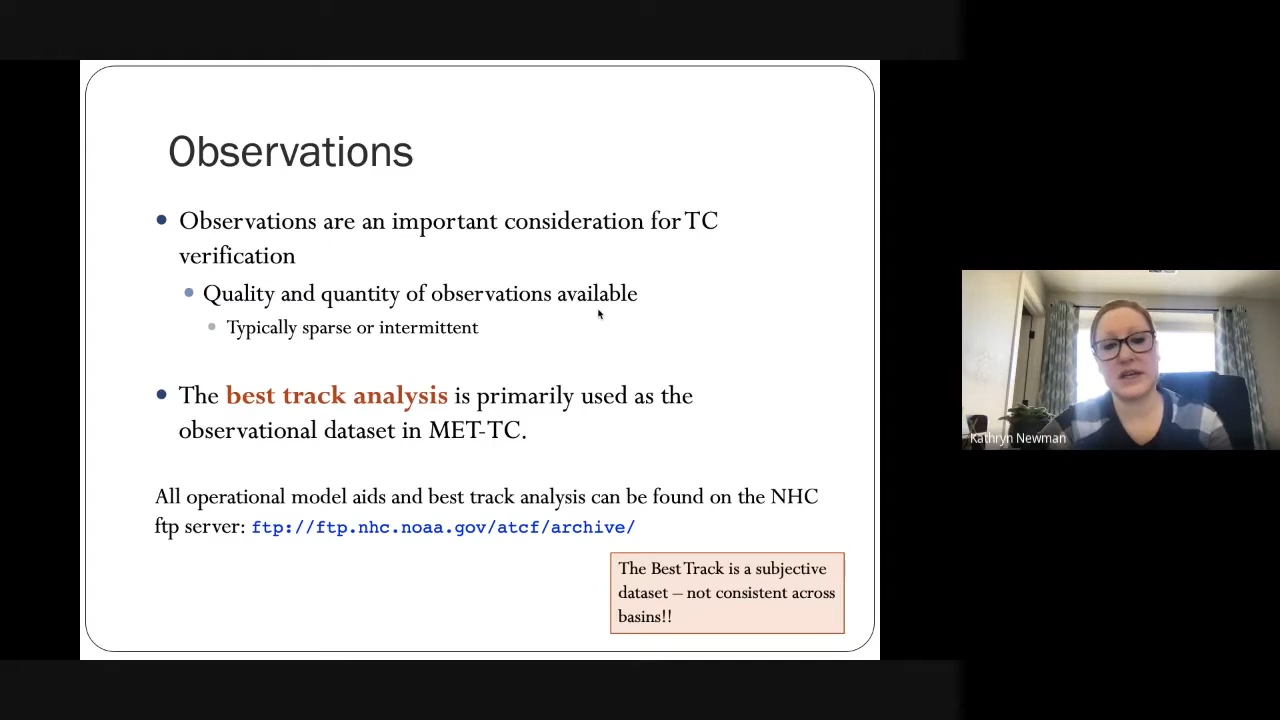 Observations
Observations are an important consideration for TC
verification
Quality and quantity of observations available
Typically sparse or intermittent
The best track analysis is primarily used as the
observational dataset in MET-TC.
All operational model aids and best track analysis can be found on the NHC
ftp server: ftp://ftp.nhc.noaa.gov/atcf/archive/
The Best Track is a subjective
dataset – not consistent across
basins!!
Kathryn Newman